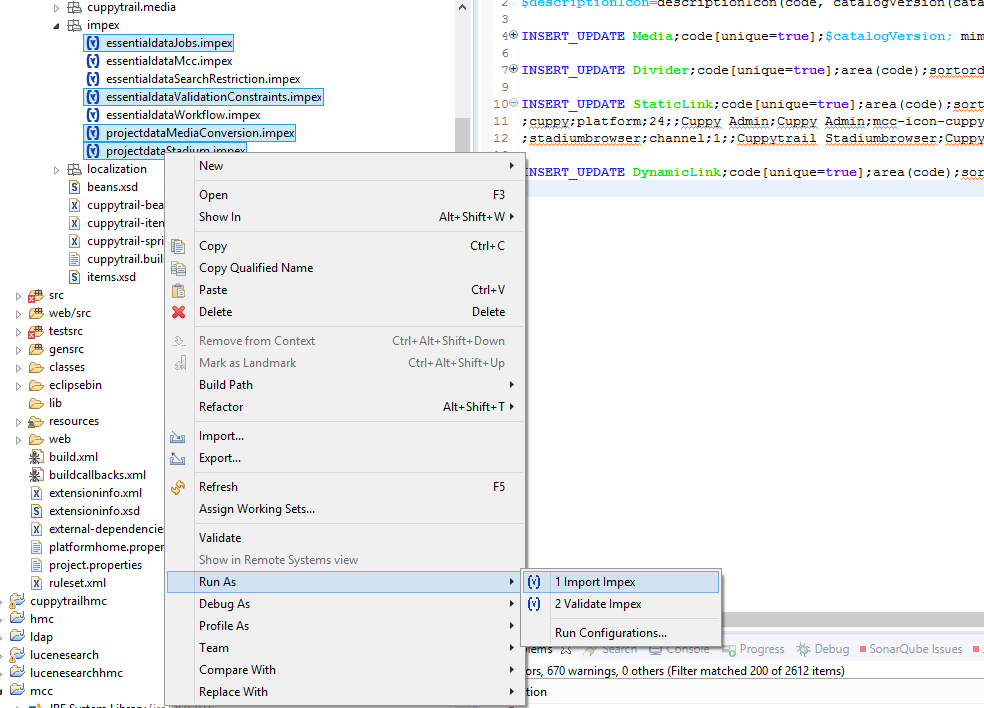 cuppytrail.media
impex
essentialdataJobs.impex
essentialdataMcc.impex
essentialdataSearchRestriction.impex
essentialdataValidationConstraints.impex
essentialdataWorkflow.impex
projectdataMediaConversion.impex
projectdataStadium.impex
localization
beans.xsd
cuppytrail-bea
cuppytrail-iten
cuppytrail-spri
cuppytrail.buil
items.xsd
src
web/src
testsrc
gensrc
classes
eclipsebin
lib
resources
web
build.xml
buildcallbacks.xml
extensioninfo.xml
extensioninfo.xsd
external-dependencie
platformhome.proper
project.properties
ruleset.xml
cuppytrailhmc
hmc
ldap
lucenesearch
lucenesearchhmc
mcc
JRE System Library
New
Open F3
Show In Alt+Shift+W
Copy Ctrl+C
Copy Qualified Name
Paste Ctrl+V
Delete Delete
Remove from Context Ctrl+Alt+Shift+Down
Mark as Landmark Ctrl+Alt+Shift+Up
Build Path
Refactor Alt+Shift+T
Import...
Export...
Refresh F5
Assign Working Sets...
Validate
Show in Remote Systems view
Run As
Debug As
Profile As
Team
Compare With
Replace With
1 Import Impex
2 Validate Impex
Run Configurations...
2 $descriptionIcon=descriptionIcon(code, catalogVersion(cata
3
4 INSERT_UPDATE Media;code[unique=true];$catalogVersion; mim
6
7 INSERT_UPDATE Divider;code[unique=true];area(code);sortord
9
10 INSERT_UPDATE StaticLink;code[unique=true];area(code);sort
11 ;cuppy;platform;24;;Cuppy Admin;Cuppy Admin;mcc-icon-cuppy
12 ;stadiumbrowser;channel;1;;Cuppytrail Stadiumbrowser;Cuppy
NSERT_UPDATE DynamicLink;code[unique=true];area(code);sor
lems Search Console Progress Debug SonarQube Issues
ors, 670 warnings, 0 others (Filter matched 200 of 2612 items)
tion